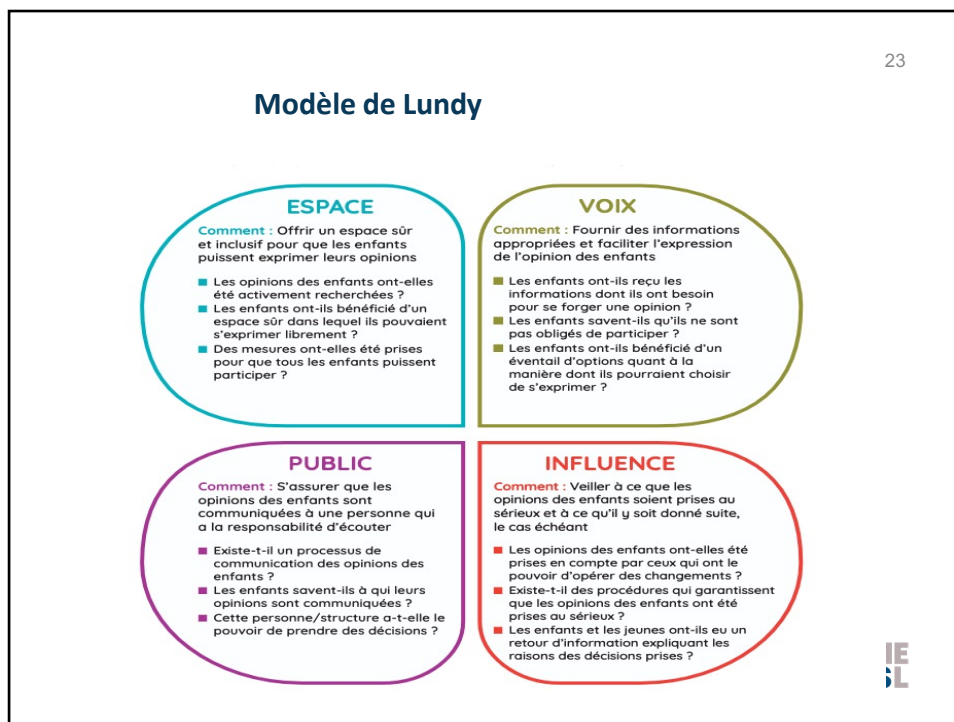 23
Modèle de Lundy
ESPACE
Comment : Offrir un espace sûr
et inclusif pour que les enfants
puissent exprimer leurs opinions
Les opinions des enfants ont-elles
été activement recherchées ?
Les enfants ont-ils bénéficié d'un
espace sûr dans lequel ils pouvaient
s'exprimer librement ?
Des mesures ont-elles été prises
pour que tous les enfants puissent
participer ?
VOIX
Comment : Fournir des informations
appropriées et faciliter l'expression
de l'opinion des enfants
Les enfants ont-ils reçu les
informations dont ils ont besoin
pour se forger une opinion ?
Les enfants savent-ils qu'ils ne sont
pas obligés de participer ?
Les enfants ont-ils bénéficié d'un
éventail d'options quant à la
manière dont ils pourraient choisir
de s'exprimer ?
PUBLIC
Comment : S'assurer que les
opinions des enfants sont
communiquées à une personne qui
a la responsabilité d'écouter
Existe-t-il un processus de
communication des opinions des
enfants ?
Les enfants savent-ils à qui leurs
opinions sont communiquées ?
Cette personne/structure a-t-elle le
pouvoir de prendre des décisions ?
INFLUENCE
Comment : Veiller à ce que les
opinions des enfants soient prises au
sérieux et à ce qu'il y soit donné suite,
le cas échéant
Les opinions des enfants ont-elles été
prises en compte par ceux qui ont le
pouvoir d'opérer des changements ?
Existe-t-il des procédures qui garantissent
que les opinions des enfants ont été
prises au sérieux ?
Les enfants et les jeunes ont-ils eu un
retour d'information expliquant les
raisons des décisions prises ?